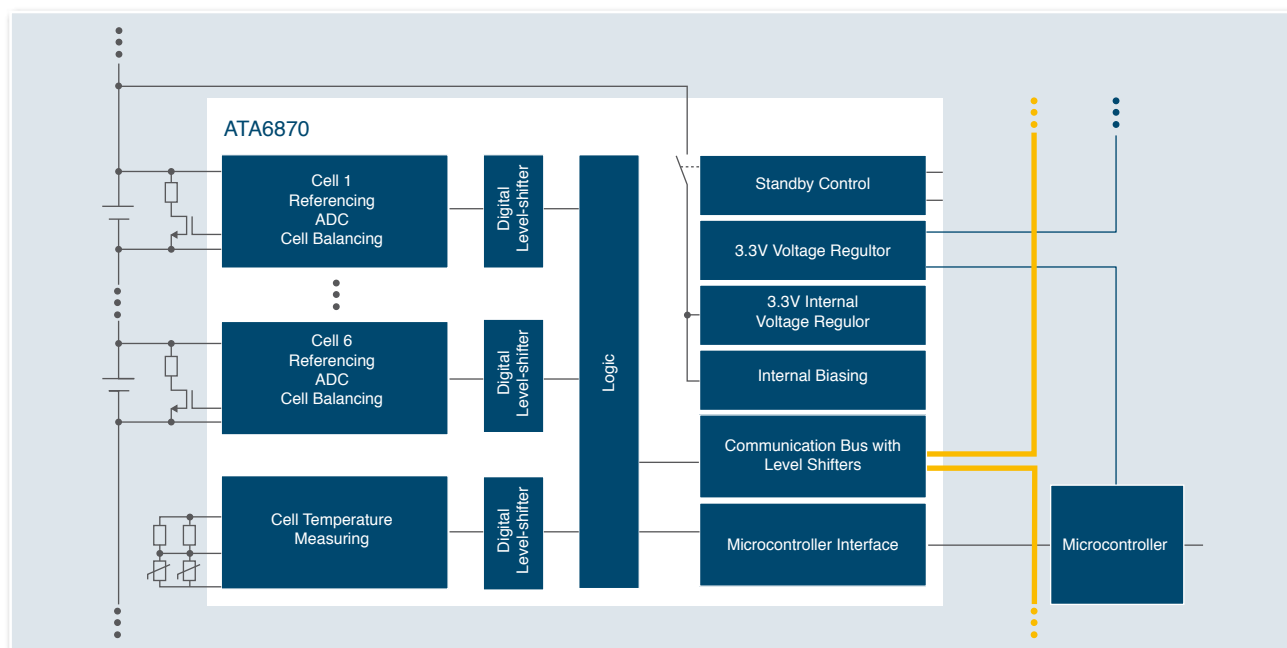 ATA6870
Cell 1
Referencing
ADC
Cell Balancing
Digital
Level-shifter
Cell 6
Referencing
ADC
Cell Balancing
Digital
Level-shifter
Cell Temperature
Measuring
Digital
Level-shifter
Logic
Standby Control
3.3V Voltage Regultor
3.3V Internal
Voltage Regulor
Internal Biasing
Communication Bus with
Level Shifters
Microcontroller Interface
Microcontroller